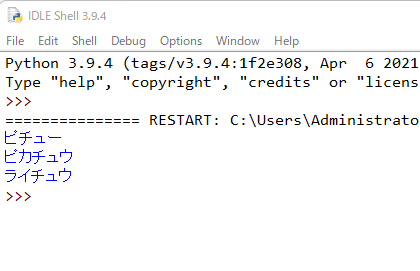 IDLE Shell 3.9.4
File Edit Shell Debug Options Window Help
Python 3.9.4 (tags/v3.9.4:1f2e308, Apr  6 2021
Type "help", "copyright", "credits" or "licens
>>>
=============== RESTART: C:\Users\Administrato
ピチュー
ピカチュウ
ライチュウ
>>>